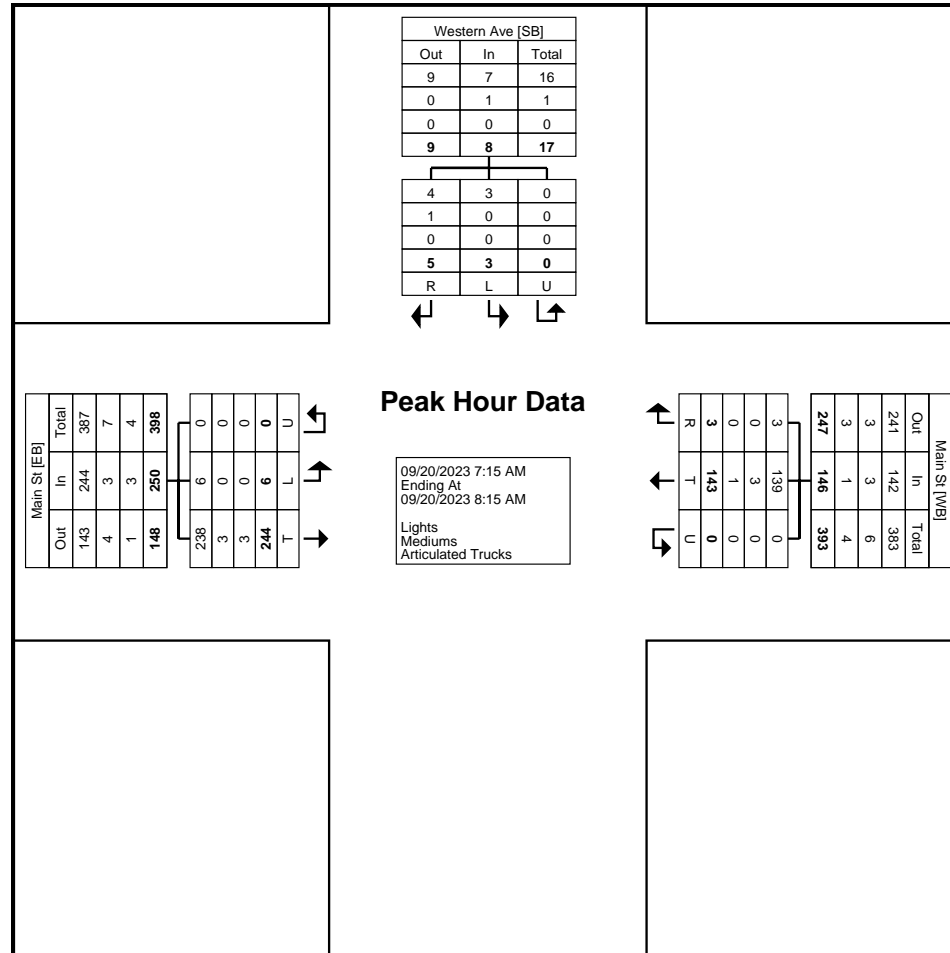 Western Ave [SB]
Out In Total
9 7 16
0 1 1
0 0 0
9 8 17
4 3 0
1 0 0
0 0 0
5 3 0
R L U
Peak Hour Data
09/20/2023 7:15 AM
Ending At
09/20/2023 8:15 AM
Lights
Mediums
Articulated Trucks
Main St [EB]
Out In Total
143 244 387
4 3 7
1 3 4
148 250 398
238 6 0
3 0 0
3 0 0
244 6 0
T L U
Main St [WB]
Out In Total
241 142 383
3 3 6
3 1 4
247 146 393
3 139 0
0 3 0
0 1 0
3 143 0
R T U